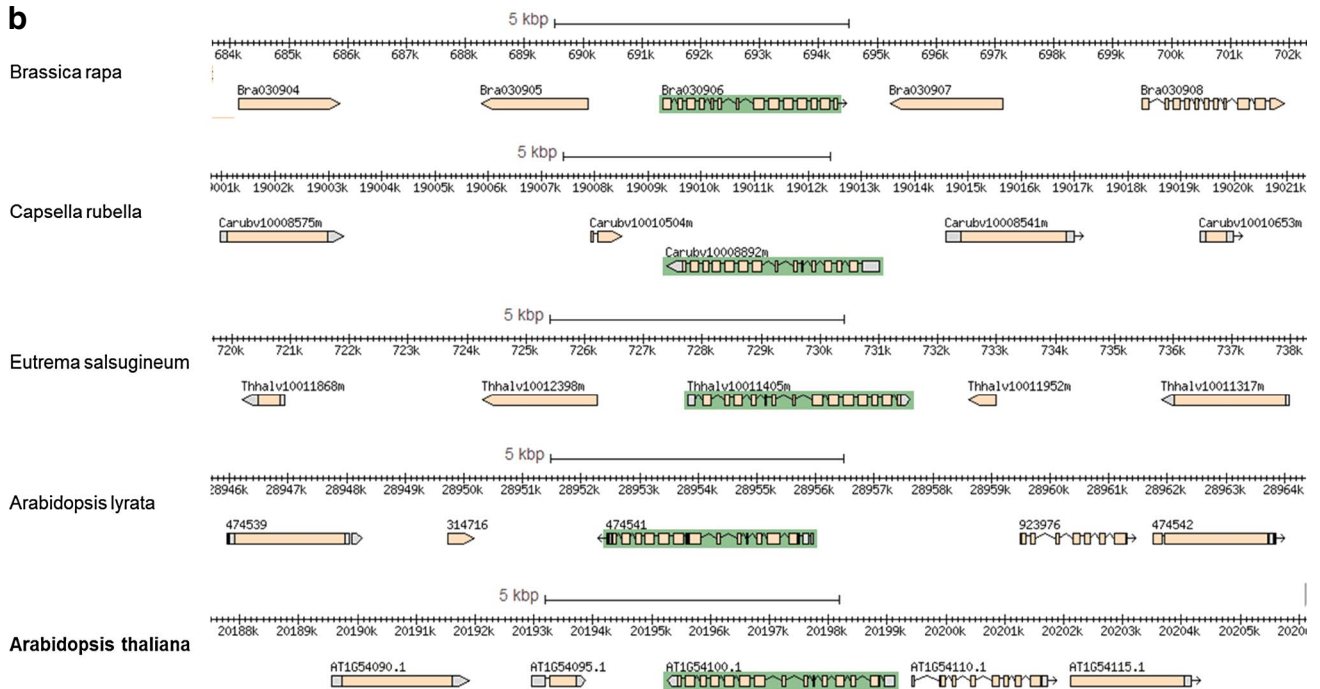 b
5 kbp
684k 685k 686k 687k 688k 689k 690k 691k 692k 693k 694k 695k 696k 697k 698k 699k 700k 701k 702k
Brassica rapa
Bra030904 Bra030905 Bra030906 Bra030907 Bra030908
5 kbp
19002k 19003k 19004k 19005k 19006k 19007k 19008k 19009k 19010k 19011k 19012k 19013k 19014k 19015k 19016k 19017k 19018k 19019k 19020k 19021k
Capsella rubella
Carubv10008575m Carubv10010504m Carubv10008541m Carubv10010653m
Carubv10008892m
5 kbp
720k 721k 722k 723k 724k 725k 726k 727k 728k 729k 730k 731k 732k 733k 734k 735k 736k 737k 738k
Eutrema salsugineum
Thhalv10011868m Thhalv10012398m Thhalv10011405m Thhalv10011952m Thhalv10011317m
5 kbp
28946k 28947k 28948k 28949k 28950k 28951k 28952k 28953k 28954k 28955k 28956k 28957k 28958k 28959k 28960k 28961k 28962k 28963k 28964k
Arabidopsis lyrata
474539 314716 474541 923976 474542
5 kbp
20188k 20189k 20190k 20191k 20192k 20193k 20194k 20195k 20196k 20197k 20198k 20199k 20200k 20201k 20202k 20203k 20204k 20205k
Arabidopsis thaliana
AT1G54090.1 AT1G54095.1 AT1G54100.1 AT1G54110.1 AT1G54115.1